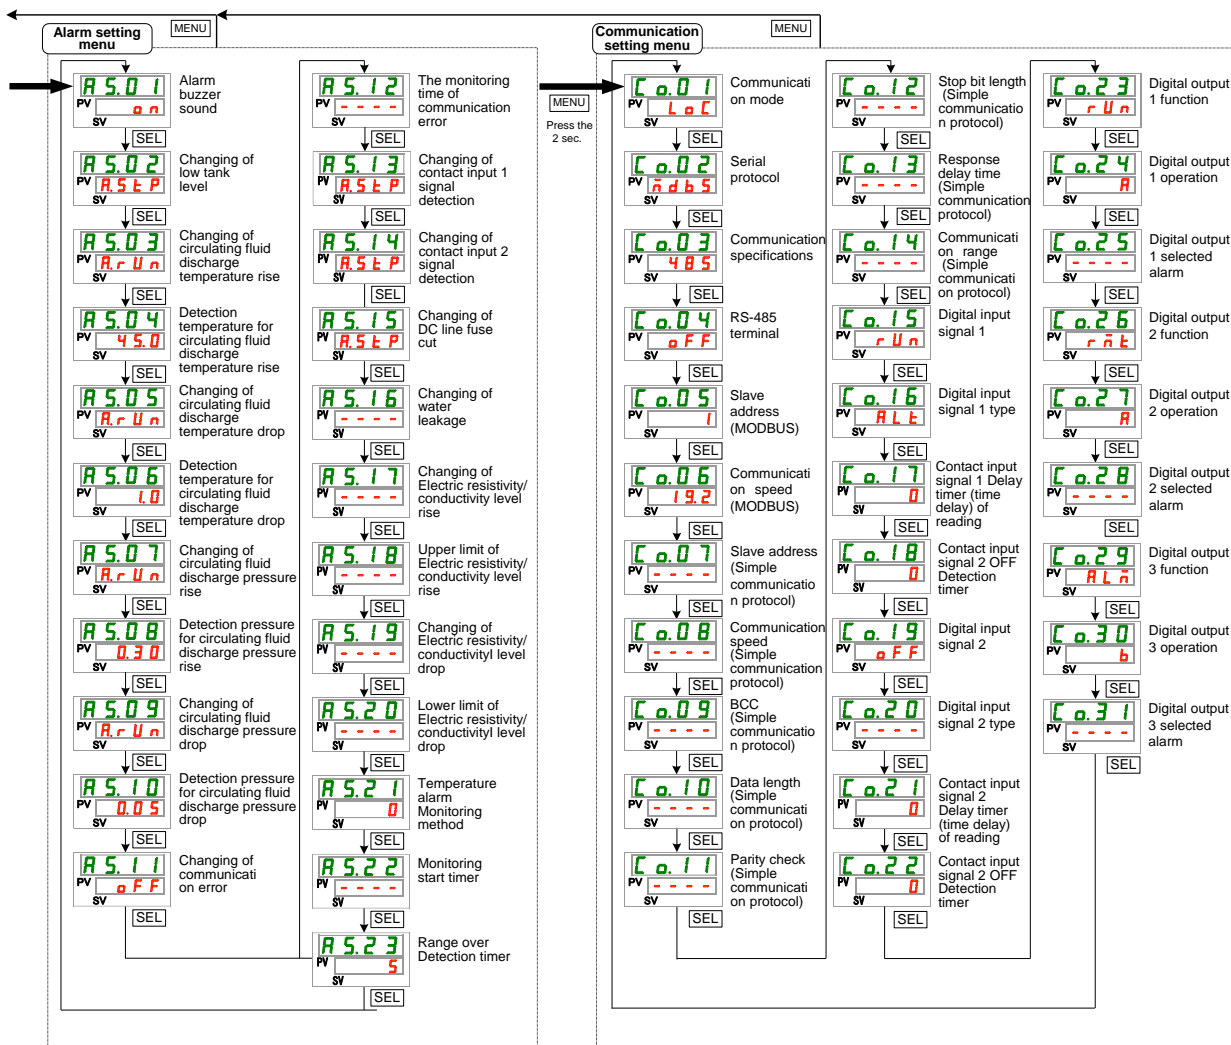 MENU
MENU
Alarm setting
menu
AS.01
PV
on
SV
Alarm
buzzer
sound
SEL
AS.02
PV
A.StP
SV
Changing of
low tank
level
SEL
AS.03
PV
A.rUn
SV
Changing of
circulating fluid
discharge
temperature rise
SEL
AS.04
PV
45.0
SV
Detection
temperature for
circulating fluid
discharge
temperature rise
SEL
AS.05
PV
A.rUn
SV
Changing of
circulating fluid
discharge
temperature drop
SEL
AS.06
PV
1.0
SV
Detection
temperature for
circulating fluid
discharge
temperature drop
SEL
AS.07
PV
A.rUn
SV
Changing of
circulating fluid
discharge pressure
rise
SEL
AS.08
PV
0.30
SV
Detection pressure
for circulating fluid
discharge pressure
rise
SEL
AS.09
PV
A.rUn
SV
Changing of
circulating fluid
discharge pressure
drop
SEL
AS.10
PV
0.05
SV
Detection pressure
for circulating fluid
discharge pressure
drop
SEL
AS.11
PV
oFF
SV
Changing of
communicati
on error
SEL
AS.12
PV
----
SV
The monitoring
time of
communication
error
SEL
AS.13
PV
A.StP
SV
Changing of
contact input 1
signal
detection
SEL
AS.14
PV
A.StP
SV
Changing of
contact input 2
signal
detection
SEL
AS.15
PV
A.StP
SV
Changing of
DC line fuse
cut
SEL
AS.16
PV
----
SV
Changing of
water
leakage
SEL
AS.17
PV
----
SV
Changing of
Electric resistivity/
conductivity level
rise
SEL
AS.18
PV
----
SV
Upper limit of
Electric resistivity/
conductivity level
rise
SEL
AS.19
PV
----
SV
Changing of
Electric resistivity/
conductivityl level
drop
SEL
AS.20
PV
----
SV
Lower limit of
Electric resistivity/
conductivityl level
drop
SEL
AS.21
PV
0
SV
Temperature
alarm
Monitoring
method
SEL
AS.22
PV
----
SV
Monitoring
start timer
SEL
AS.23
PV
5
SV
Range over
Detection timer
SEL
MENU
Press the
2 sec.
Communication
setting menu
Co.01
PV
LoC
SV
Communicati
on mode
SEL
Co.02
PV
ñdbS
SV
Serial
protocol
SEL
Co.03
PV
485
SV
Communication
specifications
SEL
Co.04
PV
oFF
SV
RS-485
terminal
SEL
Co.05
PV
1
SV
Slave
address
(MODBUS)
SEL
Co.06
PV
19.2
SV
Communicati
on speed
(MODBUS)
SEL
Co.07
PV
----
SV
Slave address
(Simple
communicatio
n protocol)
SEL
Co.08
PV
----
SV
Communication
speed
(Simple
communication
protocol)
SEL
Co.09
PV
----
SV
BCC
(Simple
communicatio
n protocol)
SEL
Co.10
PV
----
SV
Data length
(Simple
communicati
on protocol)
SEL
Co.11
PV
----
SV
Parity check
(Simple
communicati
on protocol)
SEL
Co.12
PV
----
SV
Stop bit length
(Simple
communicatio
n protocol)
SEL
Co.13
PV
----
SV
Response
delay time
(Simple
communication
protocol)
SEL
Co.14
PV
----
SV
Communicati
on range
(Simple
communicati
on protocol)
SEL
Co.15
PV
rUn
SV
Digital input
signal 1
SEL
Co.16
PV
ALt
SV
Digital input
signal 1 type
SEL
Co.17
PV
0
SV
Contact input
signal 1 Delay
timer (time
delay) of
reading
SEL
Co.18
PV
0
SV
Contact input
signal 2 OFF
Detection
timer
SEL
Co.19
PV
oFF
SV
Digital input
signal 2
SEL
Co.20
PV
----
SV
Digital input
signal 2 type
SEL
Co.21
PV
0
SV
Contact input
signal 2
Delay timer
(time delay)
of reading
SEL
Co.22
PV
0
SV
Contact input
signal 2 OFF
Detection
timer
SEL
Co.23
PV
rUn
SV
Digital output
1 function
SEL
Co.24
PV
A
SV
Digital output
1 operation
SEL
Co.25
PV
----
SV
Digital output
1 selected
alarm
SEL
Co.26
PV
rñt
SV
Digital output
2 function
SEL
Co.27
PV
A
SV
Digital output
2 operation
SEL
Co.28
PV
----
SV
Digital output
2 selected
alarm
SEL
Co.29
PV
ALñ
SV
Digital output
3 function
SEL
Co.30
PV
b
SV
Digital output
3 operation
SEL
Co.31
PV
----
SV
Digital output
3 selected
alarm
SEL